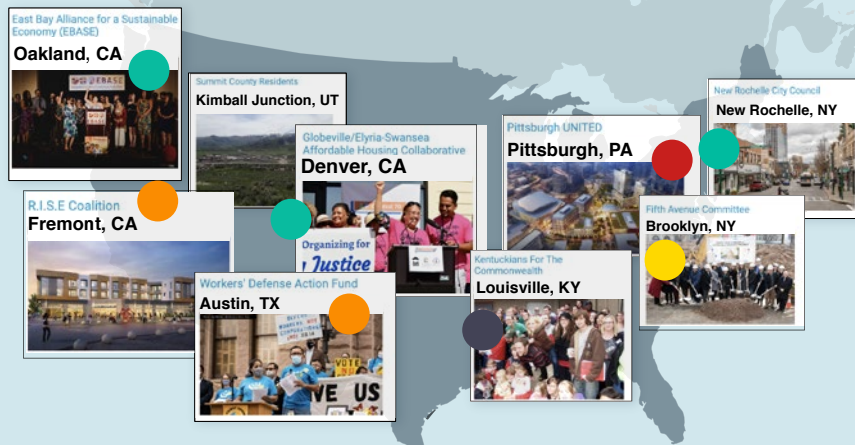 East Bay Alliance for a Sustainable
Economy (EBASE)
Oakland, CA
EBASE
Summit County Residents
Kimball Junction, UT
Globeville/Elyria-Swansea
Affordable Housing Collaborative
Denver, CA
Organizing for
Justice
Pittsburgh UNITED
Pittsburgh, PA
New Rochelle City Council
New Rochelle, NY
R.I.S.E Coalition
Fremont, CA
Workers' Defense Action Fund
Austin, TX
VOTE
VE US
Kentuckians For The
Commonwealth
Louisville, KY
Fifth Avenue Committee
Brooklyn, NY